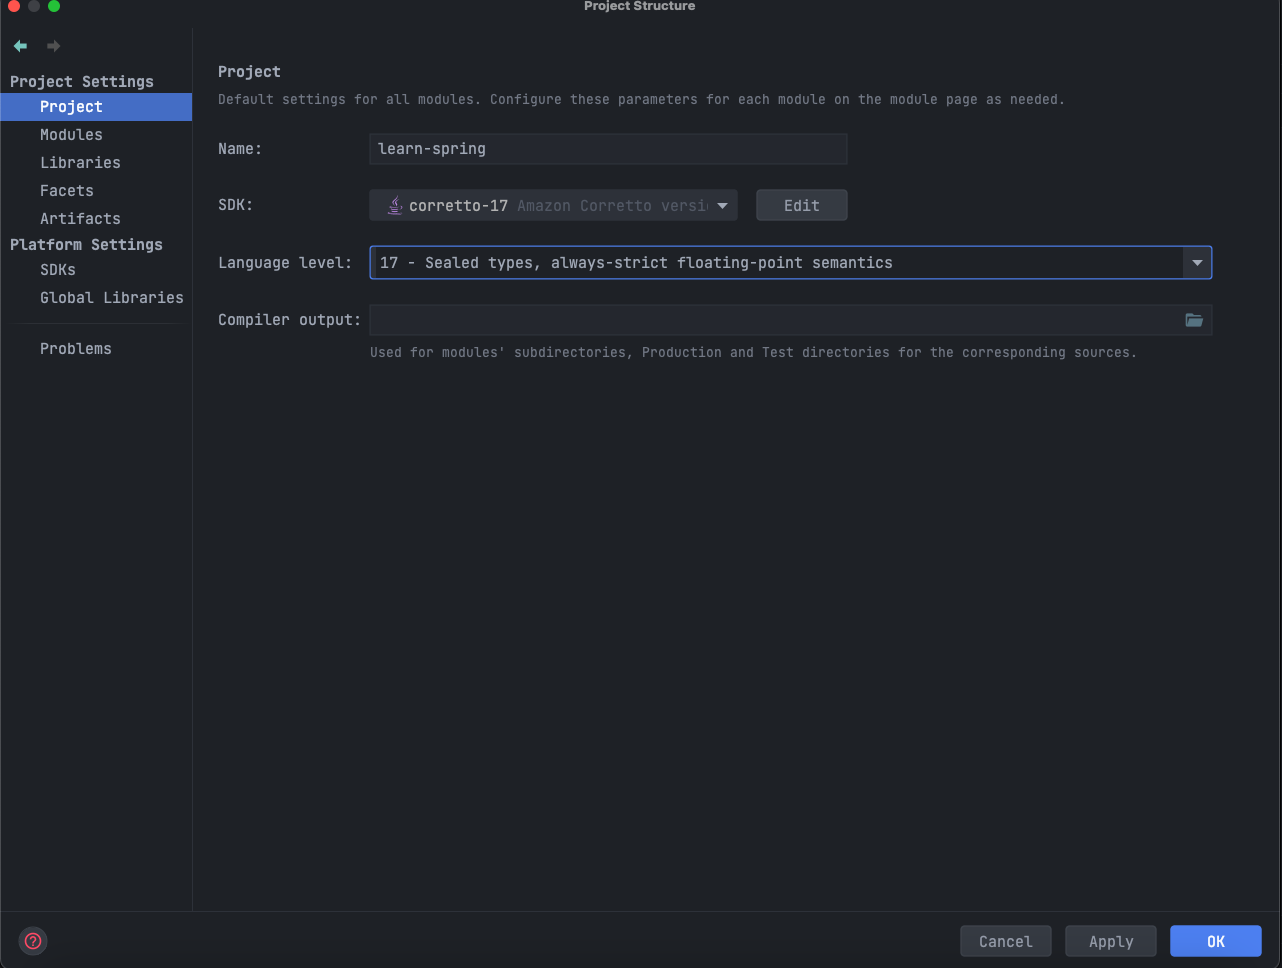 Project Structure
Project Settings
Project
Modules
Libraries
Facets
Artifacts
Platform Settings
SDKs
Global Libraries
Problems
Project
Default settings for all modules. Configure these parameters for each module on the module page as needed.
Name: learn-spring
SDK: corretto-17 Amazon Corretto versi Edit
Language level: 17 - Sealed types, always-strict floating-point semantics
Compiler output:
Used for modules' subdirectories, Production and Test directories for the corresponding sources.
? Cancel Apply OK